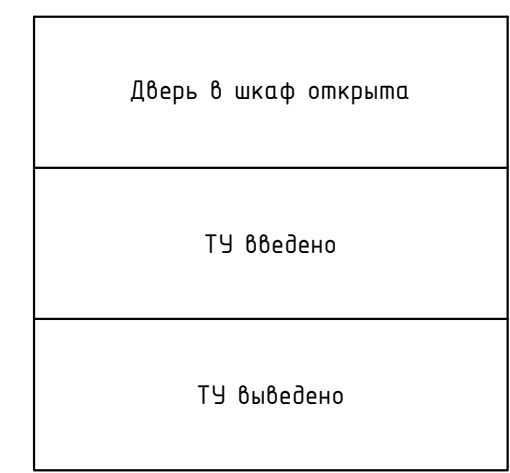 Дверь в шкаф открыта
ТУ введено
ТУ выведено